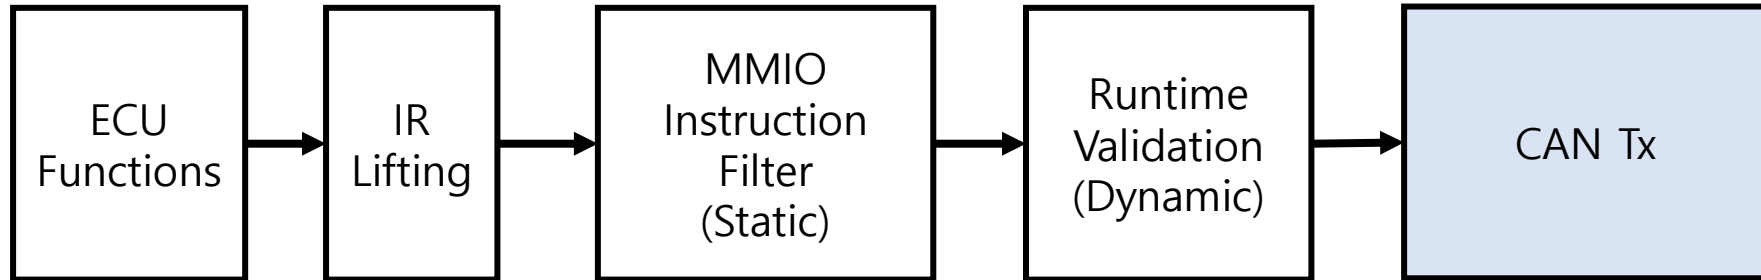 ECU
Functions
IR
Lifting
MMIO
Instruction
Filter
(Static)
Runtime
Validation
(Dynamic)
CAN Tx